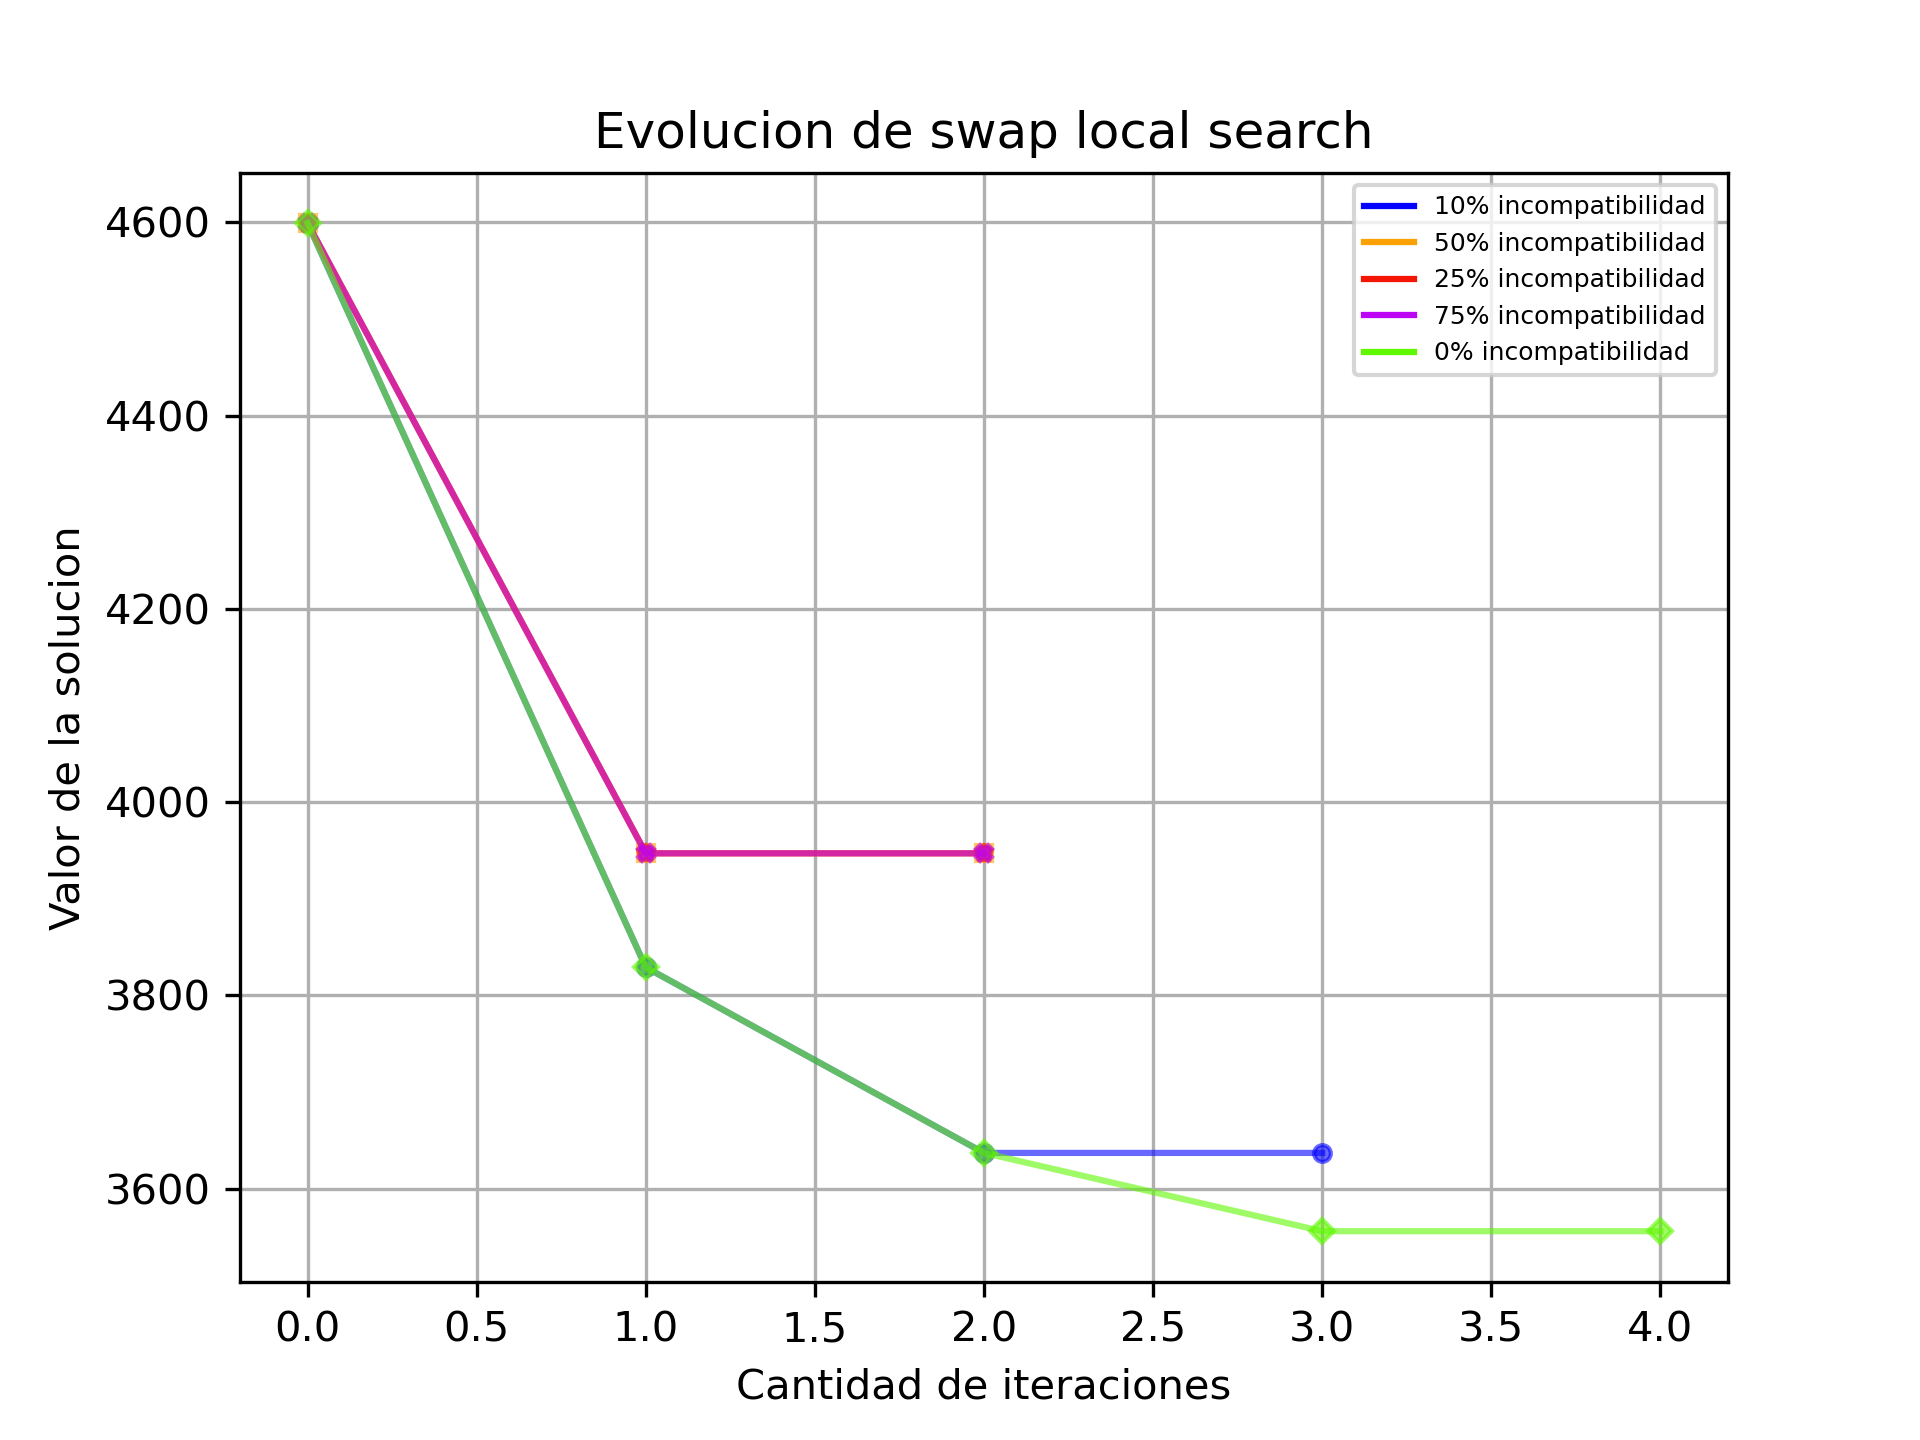 Evolucion de swap local search
10% incompatibilidad
50% incompatibilidad
25% incompatibilidad
75% incompatibilidad
0% incompatibilidad
Valor de la solucion
4600
4400
4200
4000
3800
3600
0.0 0.5 1.0 1.5 2.0 2.5 3.0 3.5 4.0
Cantidad de iteraciones